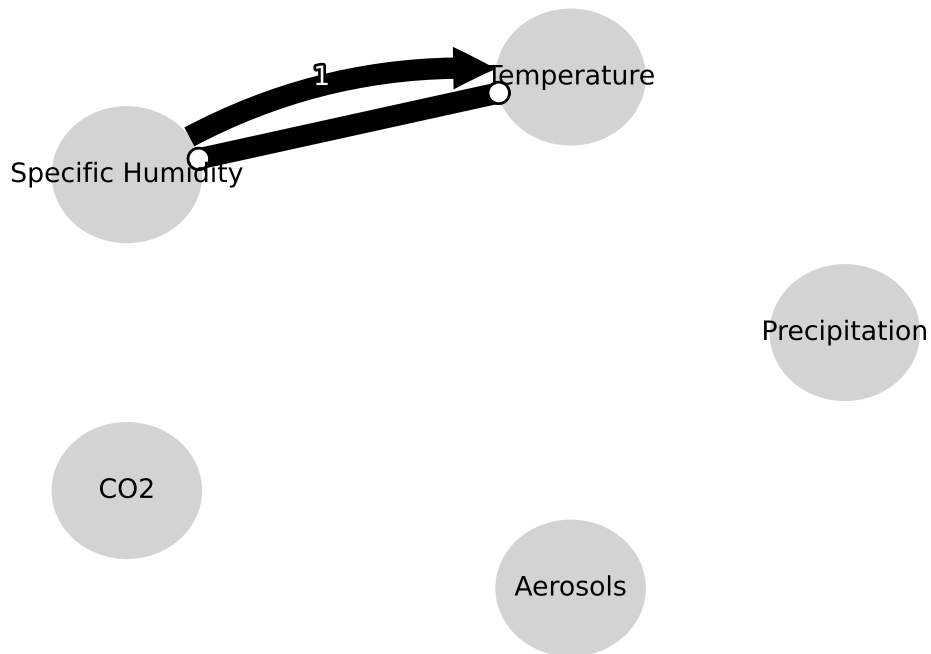 1
Temperature
Specific Humidity
Precipitation
CO2
Aerosols